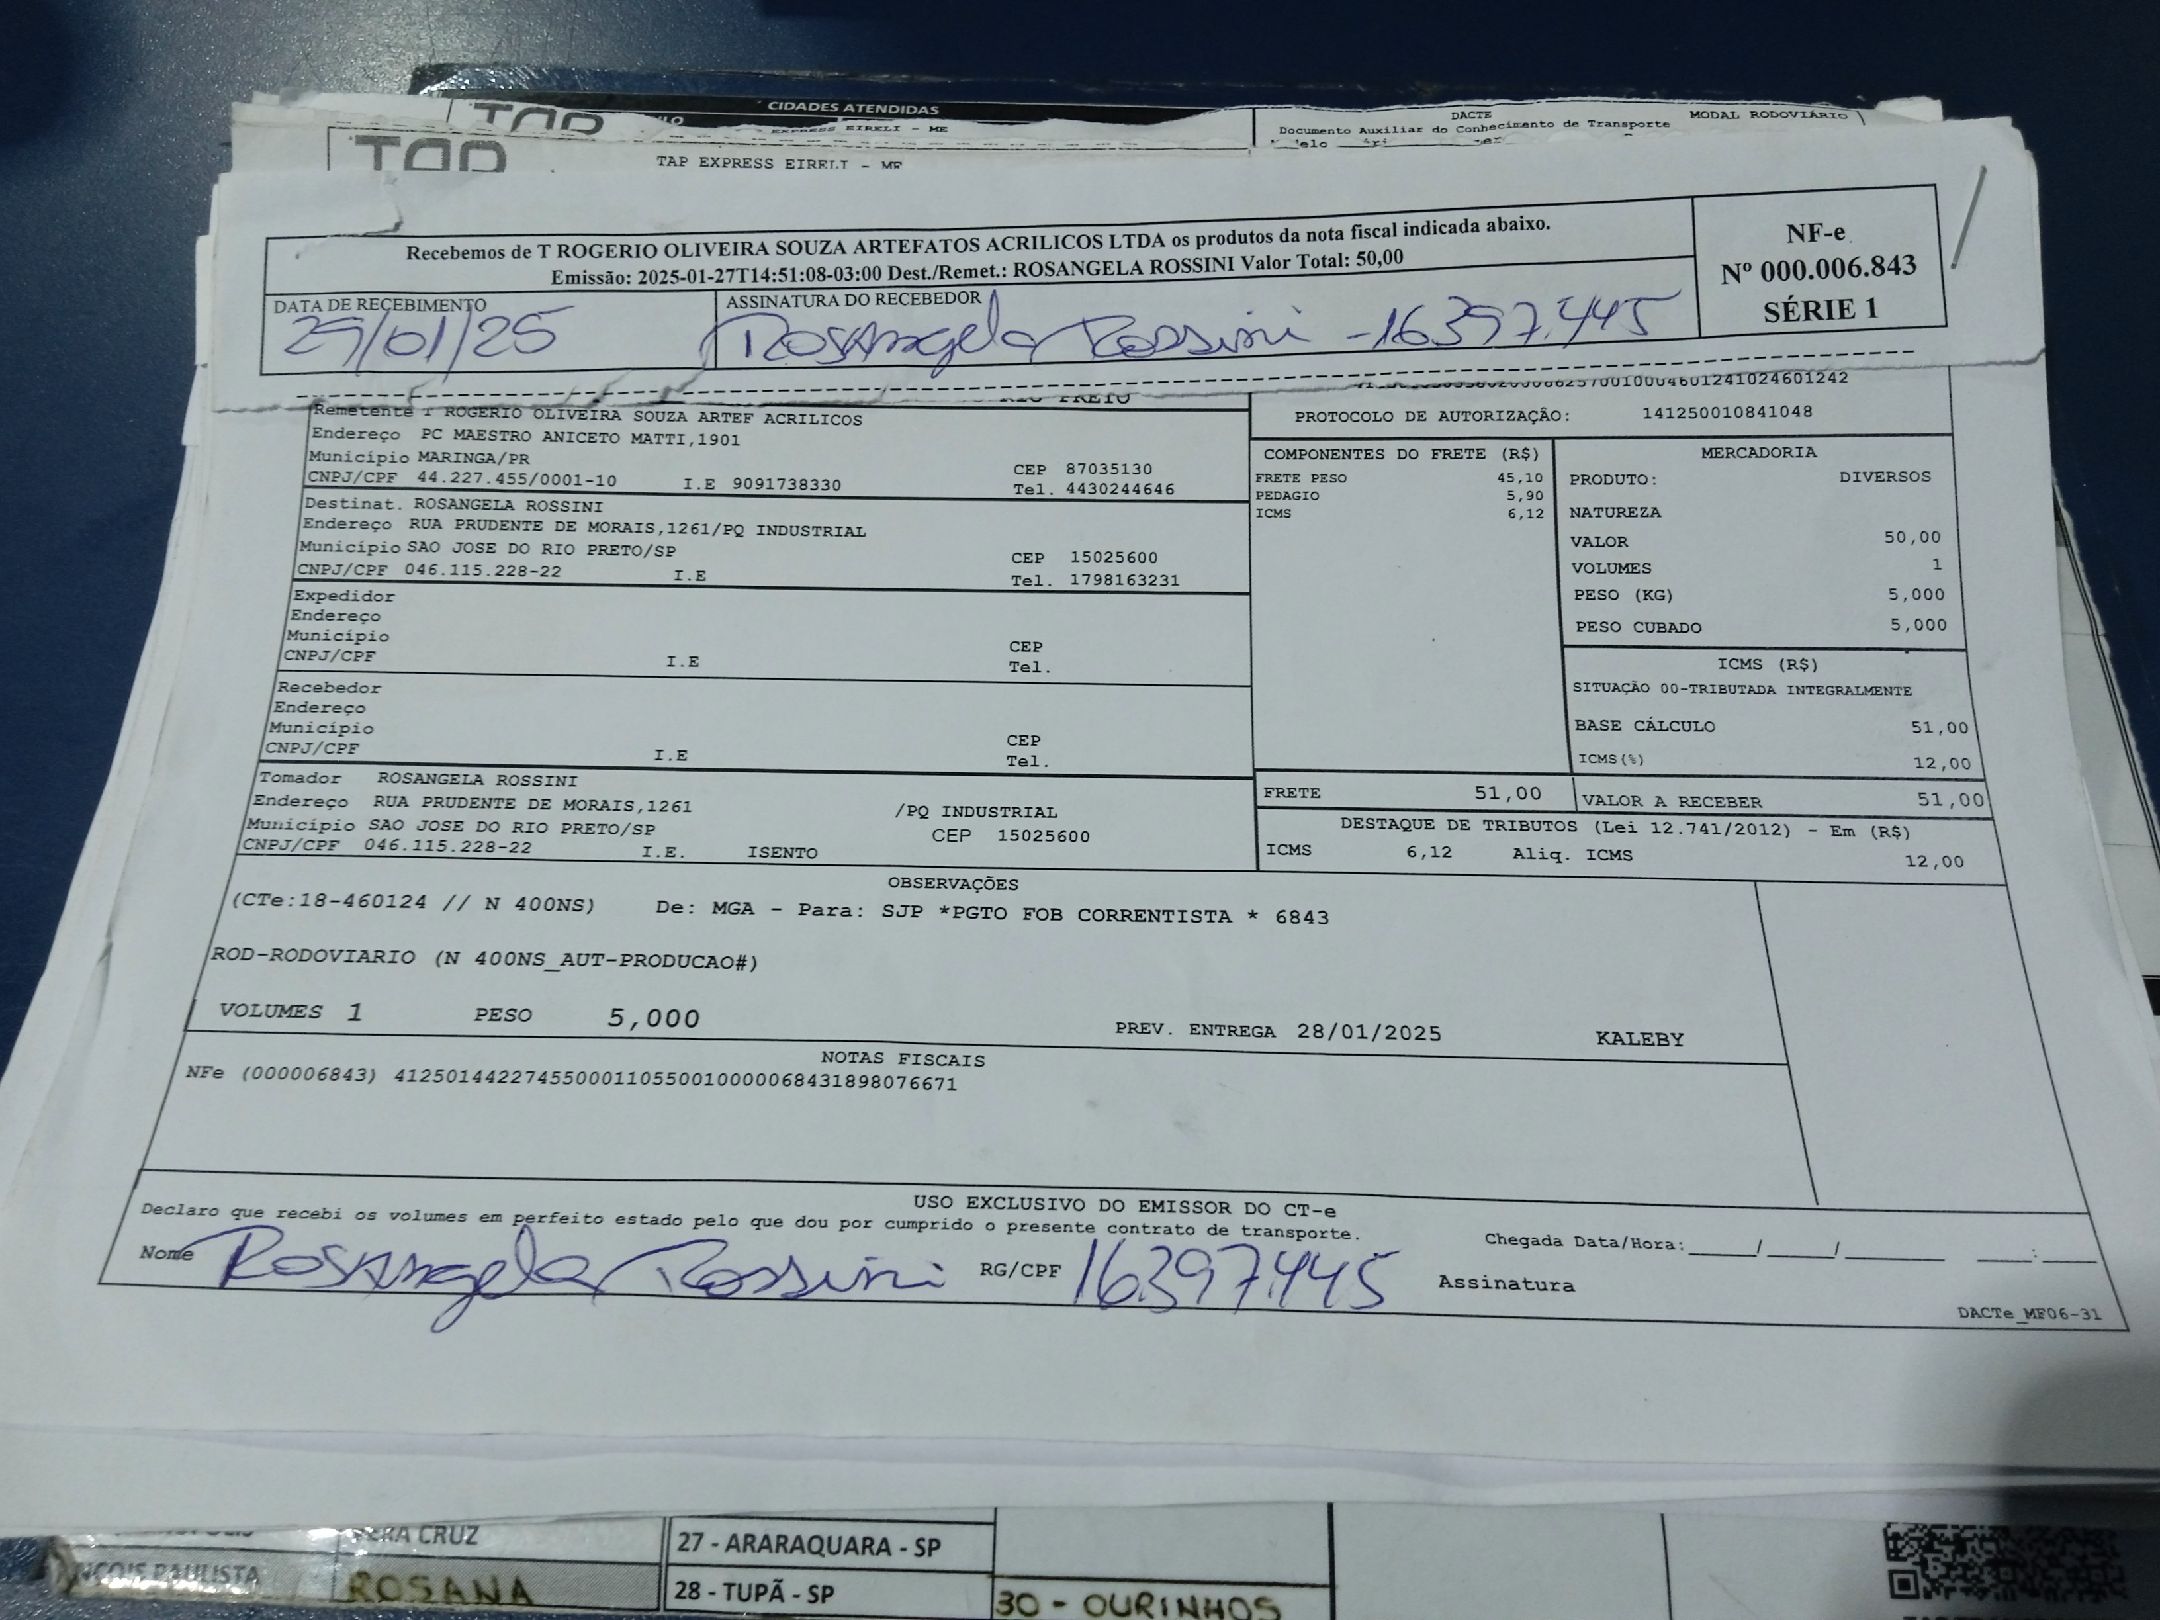 CIDADES ATENDIDAS
TAP
EXPRESS EIRELI - ME
DACTE
MODAL RODOVIÁRIO
Documento Auxiliar do Conhecimento de Transporte
TAP
TAP EXPRESS EIRELI - ME
Recebemos de T ROGERIO OLIVEIRA SOUZA ARTEFATOS ACRILICOS LTDA os produtos da nota fiscal indicada abaixo.
Emissão: 2025-01-27T14:51:08-03:00 Dest./Remet.: ROSANGELA ROSSINI Valor Total: 50,00
NF-e
Nº 000.006.843
SÉRIE 1
DATA DE RECEBIMENTO
29/01/25
ASSINATURA DO RECEBEDOR
RosAngela Rossini - 16397.445
PROTOCOLO DE AUTORIZAÇÃO: 141250010841048
Remetente T ROGERIO OLIVEIRA SOUZA ARTEF ACRILICOS
Endereço PC MAESTRO ANICETO MATTI,1901
Município MARINGA/PR CEP 87035130
CNPJ/CPF 44.227.455/0001-10 I.E 9091738330 Tel. 4430244646
Destinat. ROSANGELA ROSSINI
Endereço RUA PRUDENTE DE MORAIS,1261/PQ INDUSTRIAL
Município SAO JOSE DO RIO PRETO/SP CEP 15025600
CNPJ/CPF 046.115.228-22 I.E Tel. 1798163231
Expedidor
Endereço
Município CEP
CNPJ/CPF I.E Tel.
Recebedor
Endereço
Município CEP
CNPJ/CPF I.E Tel.
Tomador ROSANGELA ROSSINI
Endereço RUA PRUDENTE DE MORAIS,1261 /PQ INDUSTRIAL
Município SAO JOSE DO RIO PRETO/SP CEP 15025600
CNPJ/CPF 046.115.228-22 I.E. ISENTO
COMPONENTES DO FRETE (R$)
FRETE PESO 45,10
PEDAGIO 5,90
ICMS 6,12
MERCADORIA
PRODUTO: DIVERSOS
NATUREZA
VALOR 50,00
VOLUMES 1
PESO (KG) 5,000
PESO CUBADO 5,000
ICMS (R$)
SITUAÇÃO 00-TRIBUTADA INTEGRALMENTE
BASE CÁLCULO 51,00
ICMS(%) 12,00
FRETE 51,00
VALOR A RECEBER 51,00
DESTAQUE DE TRIBUTOS (Lei 12.741/2012) - Em (R$)
ICMS 6,12 Aliq. ICMS 12,00
OBSERVAÇÕES
(CTe:18-460124 // N 400NS) De: MGA - Para: SJP *PGTO FOB CORRENTISTA * 6843
ROD-RODOVIARIO (N 400NS_AUT-PRODUCAO#)
VOLUMES 1 PESO 5,000 PREV. ENTREGA 28/01/2025 KALEBY
NOTAS FISCAIS
NFe (000006843) 41250144227455000110550010000068431898076671
USO EXCLUSIVO DO EMISSOR DO CT-e
Declaro que recebi os volumes em perfeito estado pelo que dou por cumprido o presente contrato de transporte.
Nome RosAngela Rossini RG/CPF 16397.445
Chegada Data/Hora:____/____/______ ___:___
Assinatura
DACTe_MF06-31
VERA CRUZ
27 - ARARAQUARA - SP
PAULISTA
ROSANA
28 - TUPÃ - SP
30 - OURINHOS